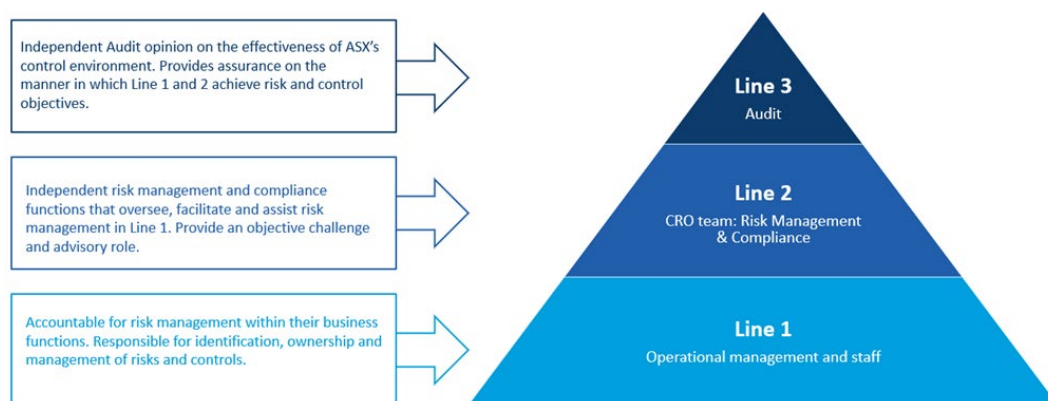 Independent Audit opinion on the effectiveness of ASX's
control environment. Provides assurance on the
manner in which Line 1 and 2 achieve risk and control
objectives.
Line 3
Audit
Independent risk management and compliance
functions that oversee, facilitate and assist risk
management in Line 1. Provide an objective challenge
and advisory role.
Line 2
CRO team: Risk Management
& Compliance
Accountable for risk management within their business
functions. Responsible for identification, ownership and
management of risks and controls.
Line 1
Operational management and staff